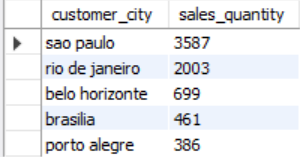 customer_city sales_quantity
sao paulo 3587
rio de janeiro 2003
belo horizonte 699
brasilia 461
porto alegre 386